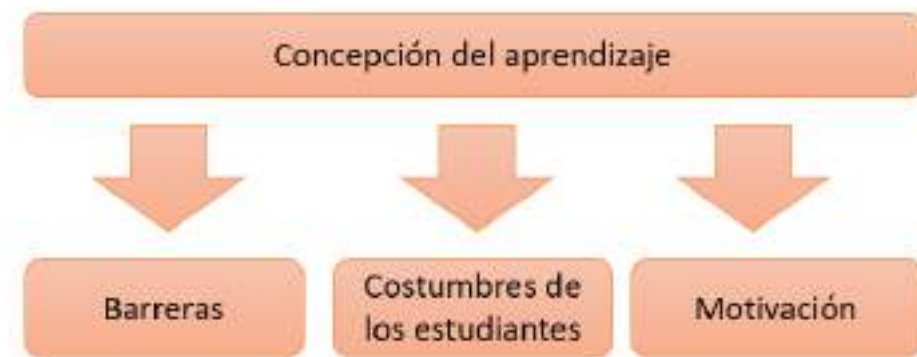 Concepción del aprendizaje
Barreras
Costumbres de
los estudiantes
Motivación